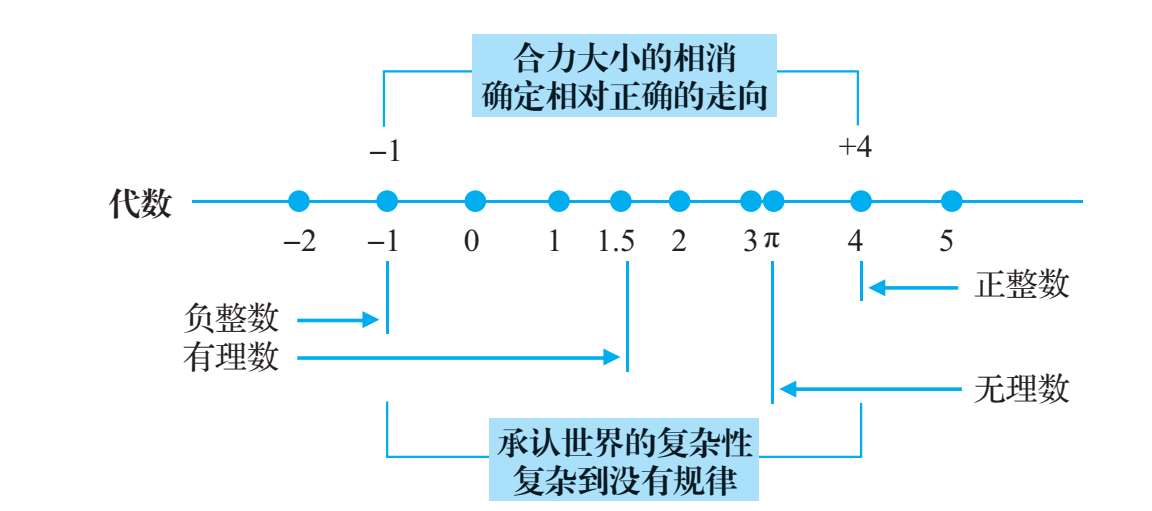 合力大小的相消
确定相对正确的走向
−1
+4
代数
−2 −1 0 1 1.5 2 3 π 4 5
正整数
负整数
有理数
无理数
承认世界的复杂性
复杂到没有规律